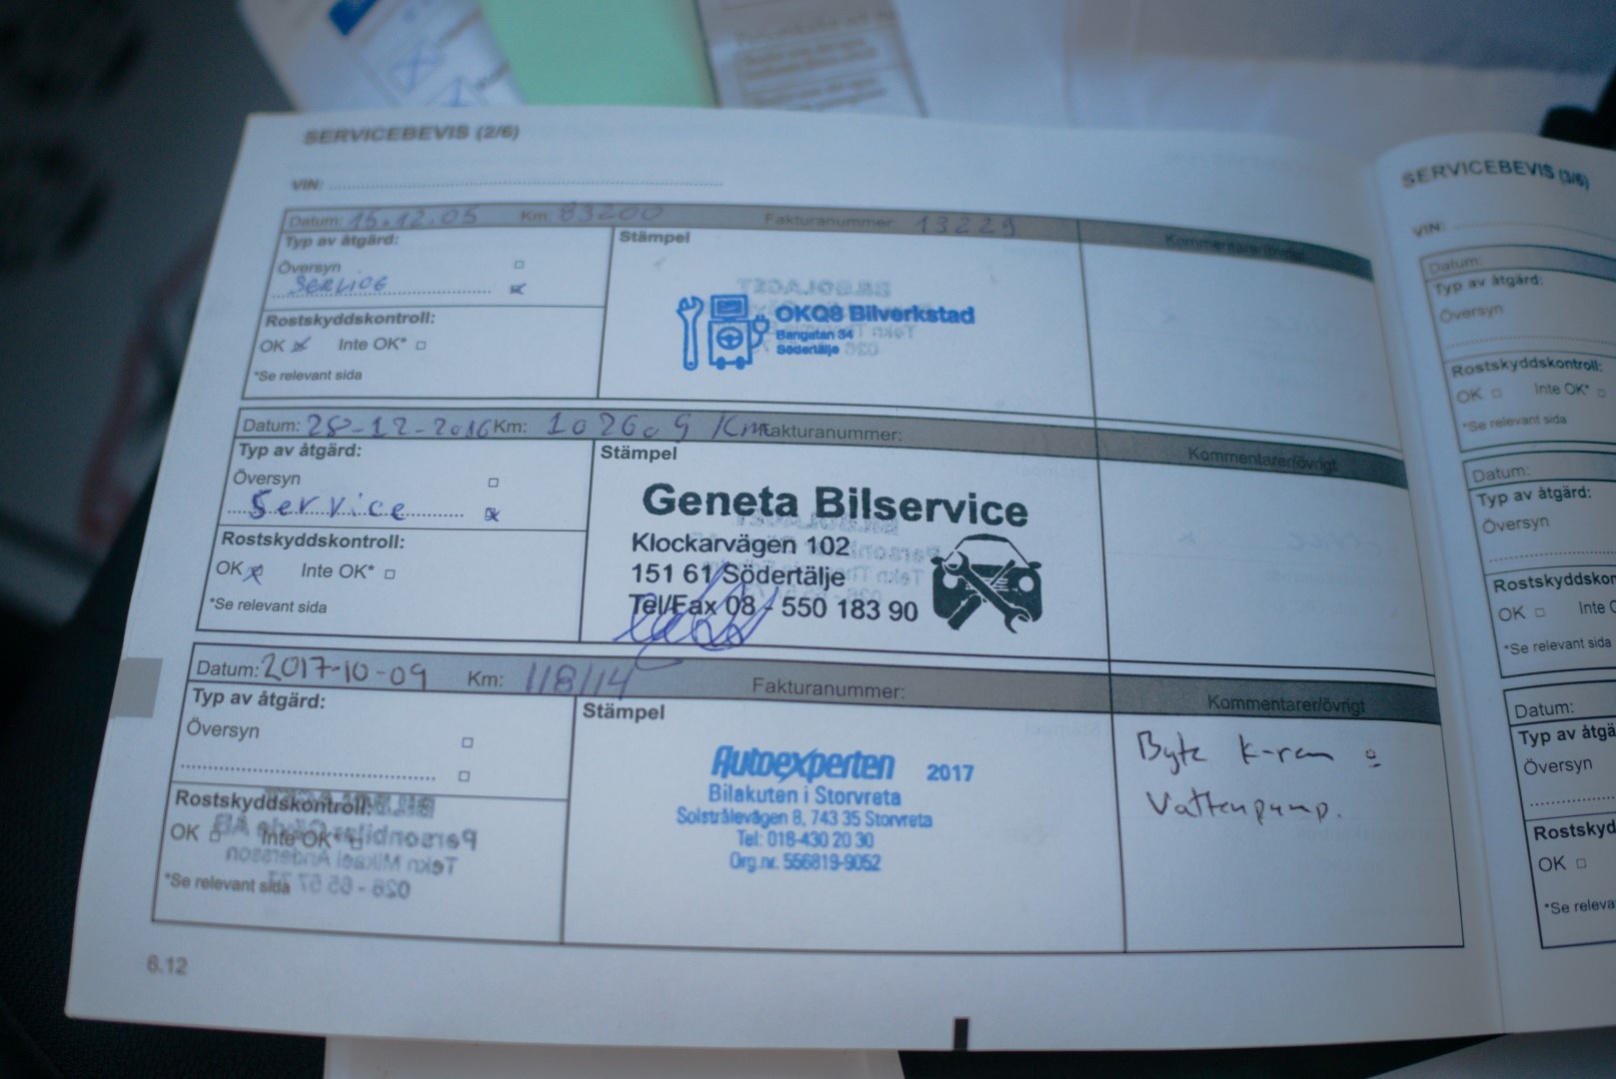 SERVICEBEVIS (2/6)
VIN:
Datum: 15.12.05 Km: 83200 Fakturanummer: 13229
Kommentarer/övrigt
Typ av åtgärd:
Stämpel
Översyn
SERVICE
OKQ8 Bilverkstad
Bangatan 34
Södertälje
Rostskyddskontroll:
OK Inte OK*
*Se relevant sida
Datum: 28-12-2016 Km: 102609 Km Fakturanummer:
Kommentarer/övrigt
Typ av åtgärd:
Stämpel
Översyn
Service
Geneta Bilservice
Klockarvägen 102
151 61 Södertälje
Tel/Fax 08 - 550 183 90
Rostskyddskontroll:
OK Inte OK*
*Se relevant sida
Datum: 2017-10-09 Km: 118114 Fakturanummer:
Kommentarer/övrigt
Typ av åtgärd:
Stämpel
Översyn
Autoexperten 2017
Bilakuten i Storvreta
Solstrålevägen 8, 743 35 Storvreta
Tel: 018-430 20 30
Org.nr. 556819-9052
Byte k-rem o
Vattenpump.
Rostskyddskontroll:
OK Inte OK*
*Se relevant sida
6.12
SERVICEBEVIS (3/6)
VIN:
Datum:
Typ av åtgärd:
Översyn
Rostskyddskontroll:
OK Inte OK*
*Se relevant sida
Datum:
Typ av åtgärd:
Översyn
Rostskyddskon
OK Inte O
*Se relevant sida
Datum:
Typ av åtgä
Översyn
Rostskyd
OK
*Se releva